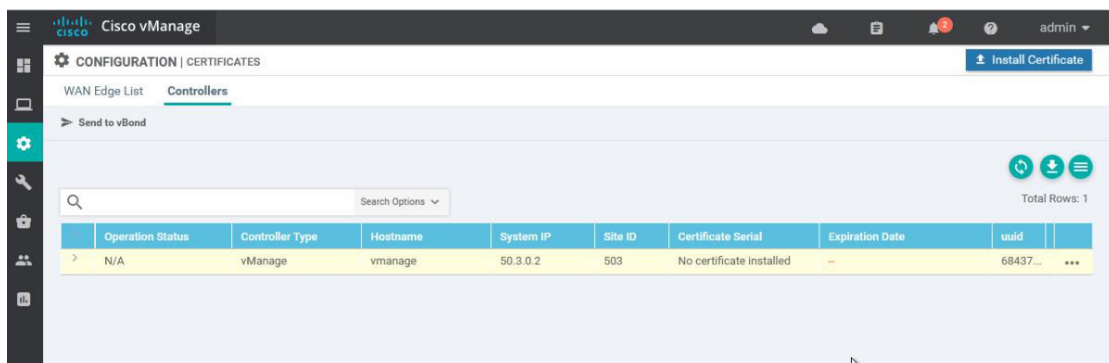 cisco Cisco vManage 2 admin
CONFIGURATION | CERTIFICATES Install Certificate
WAN Edge List Controllers
Send to vBond
Search Options Total Rows: 1
Operation Status Controller Type Hostname System IP Site ID Certificate Serial Expiration Date uuid
N/A vManage vmanage 50.3.0.2 503 No certificate installed -- 68437... •••